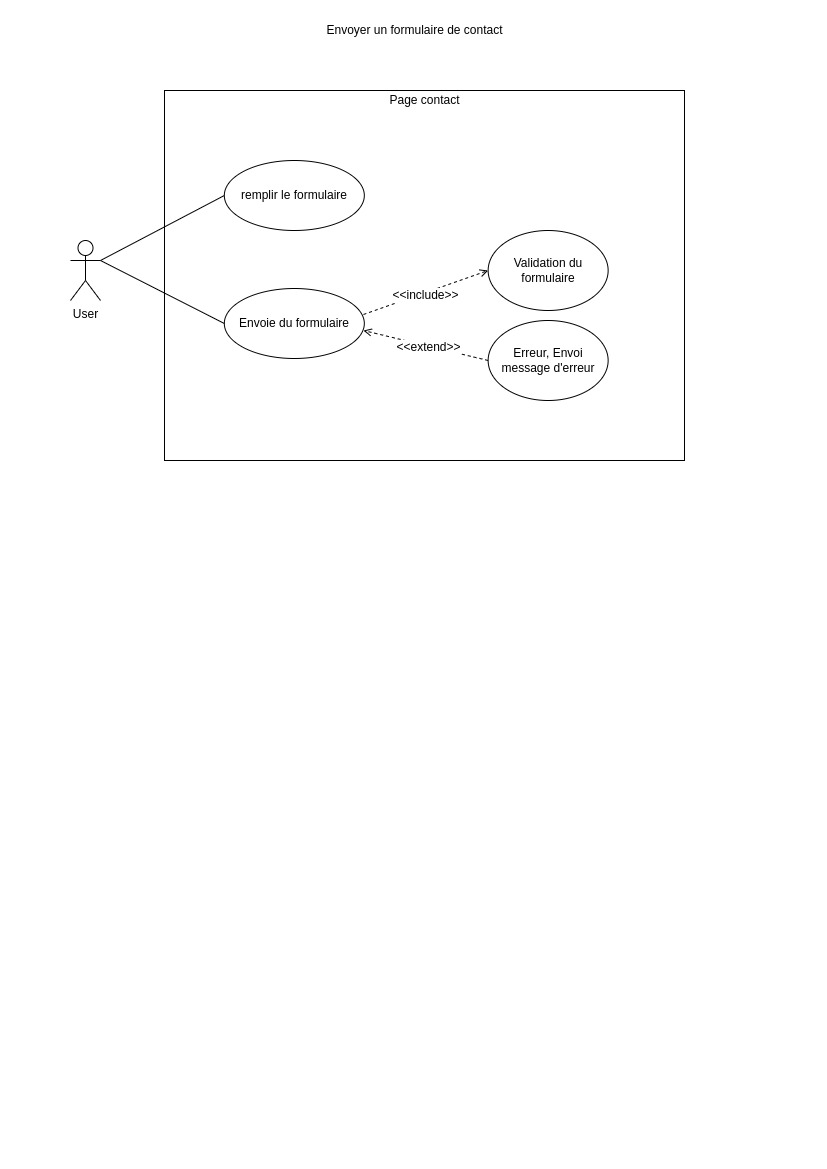 Envoyer un formulaire de contact
Page contact
remplir le formulaire
Validation du
formulaire
<<include>>
User
Envoie du formulaire
<<extend>>
Erreur, Envoi
message d'erreur